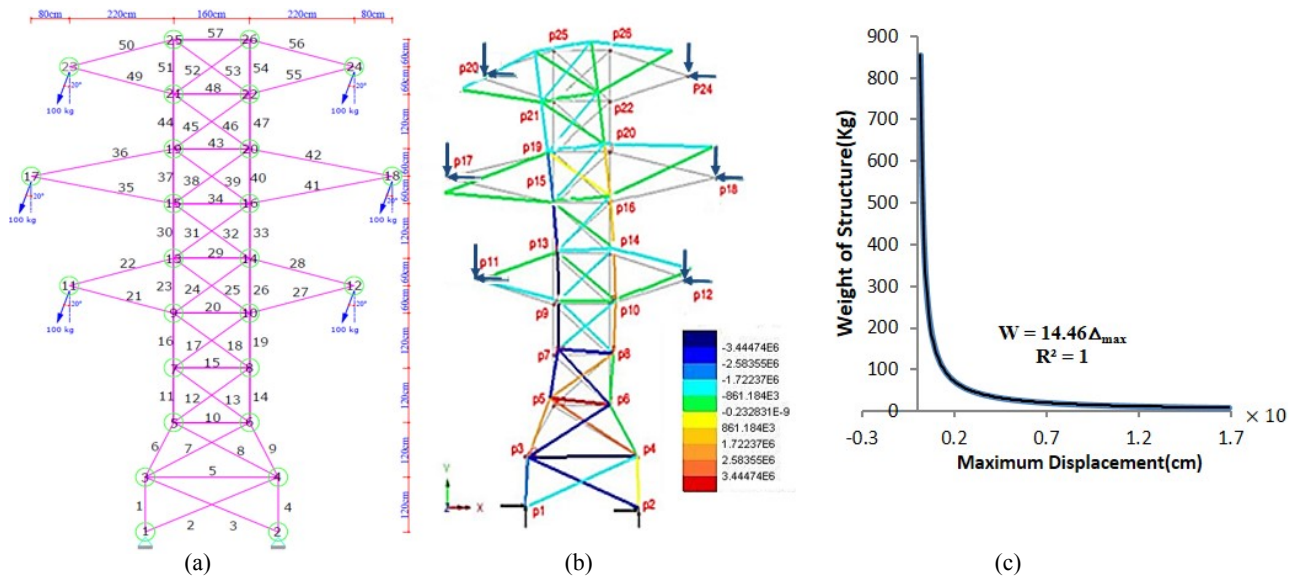 80cm 220cm 160cm 220cm 80cm
57
50 25 26 56
23 51 52 53 54 24
49 55
20° 48 20°
100 kg 21 22 100 kg
44 45 46 47
43
36 19 20 42
17 37 38 39 40 18
35 41
20° 34 20°
100 kg 15 16 100 kg
30 31 32 33
29
22 13 14 28
11 23 24 25 26 12
21 27
20° 20 20°
100 kg 9 10 100 kg
16 17 18 19
15
7 8
11 12 13 14
10
5 6
6 7 8 9
5
3 4
1 2 3 4
1 2
60cm
60cm
120cm
60cm
60cm
120cm
60cm
60cm
120cm
120cm
120cm
120cm
(a)
p25 p26
p20 P24
p21 p22
p19 p20
p17 p18
p15 p16
p13 p14
p11 p12
p9 p10
p7 p8
p5 p6
p3 p4
p1 p2
-3.44474E6
-2.58355E6
-1.72237E6
-861.184E3
-0.232831E-9
861.184E3
1.72237E6
2.58355E6
3.44474E6
Y
Z X
(b)
Weight of Structure(Kg)
900
800
700
600
500
400
300
200
100
0
W = 14.46Δmax
R² = 1
-0.3 0.2 0.7 1.2 1.7 × 10
Maximum Displacement(cm)
(c)